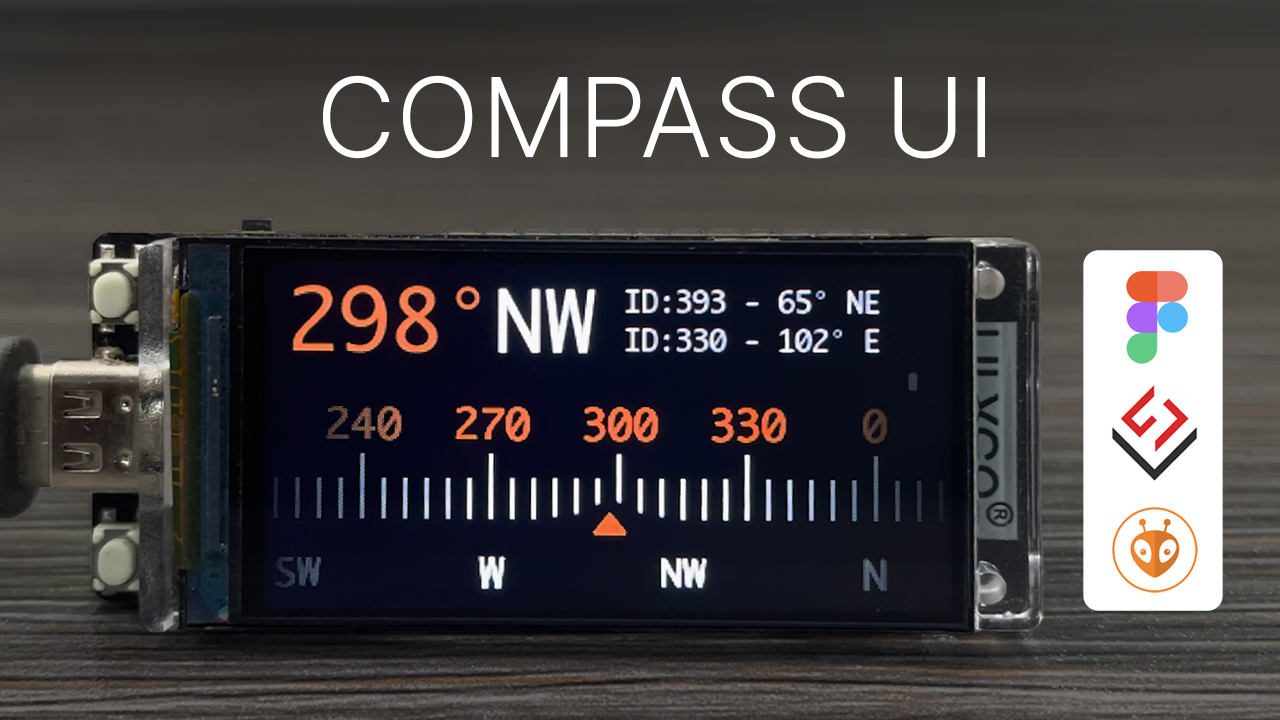 COMPASS UI
298° NW
ID:393 - 65° NE
ID:330 - 102° E
240 270 300 330 0
SW W NW N
®